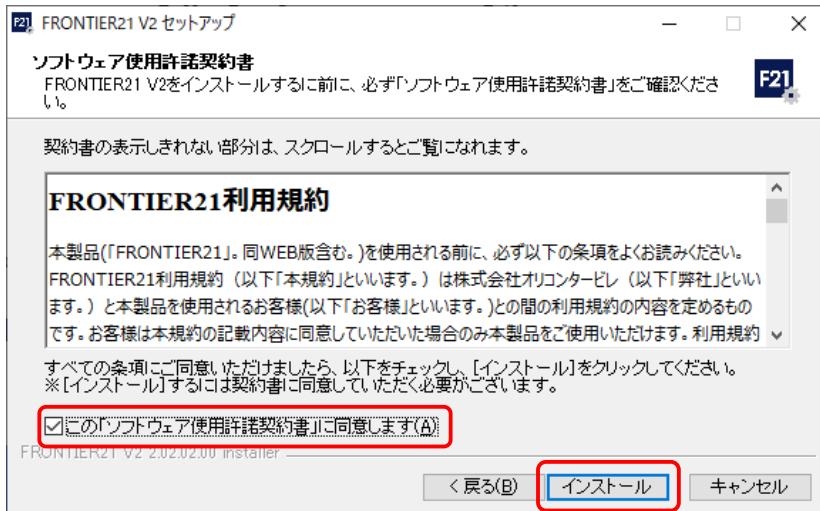 F21 FRONTIER21 V2 セットアップ
ソフトウェア使用許諾契約書
FRONTIER21 V2をインストールするに前に、必ず「ソフトウェア使用許諾契約書」をご確認くださ
い。
F21
契約書の表示しきれない部分は、スクロールするとご覧になれます。
FRONTIER21利用規約
本製品(「FRONTIER21」。同WEB版含む。)を使用される前に、必ず以下の条項をよくお読みください。
FRONTIER21利用規約（以下「本規約」といいます。）は株式会社オリコンタービレ（以下「弊社」といい
ます。）と本製品を使用されるお客様(以下「お客様」といいます。)との間の利用規約の内容を定めるもの
です。お客様は本規約の記載内容に同意していただいた場合のみ本製品をご使用いただけます。利用規約
すべての条項にご同意いただけましたら、以下をチェックし、[インストール]をクリックしてください。
※[インストール]するには契約書に同意していただく必要がございます。
この「ソフトウェア使用許諾契約書」に同意します(A)
FRONTIER21 V2 2.02.02.00 installer
< 戻る(B)
インストール
キャンセル